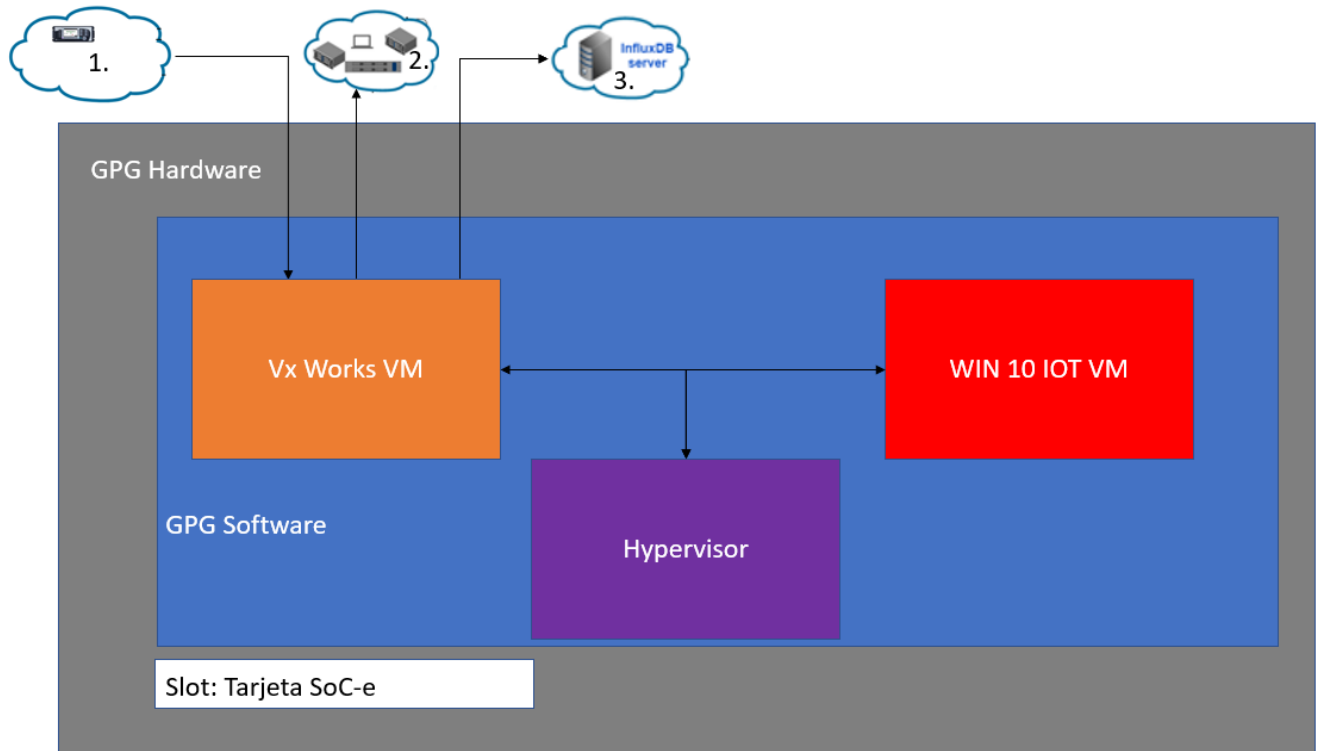 1.
2.
InfluxDB
server
3.
GPG Hardware
Vx Works VM
WIN 10 IOT VM
GPG Software
Hypervisor
Slot: Tarjeta SoC-e